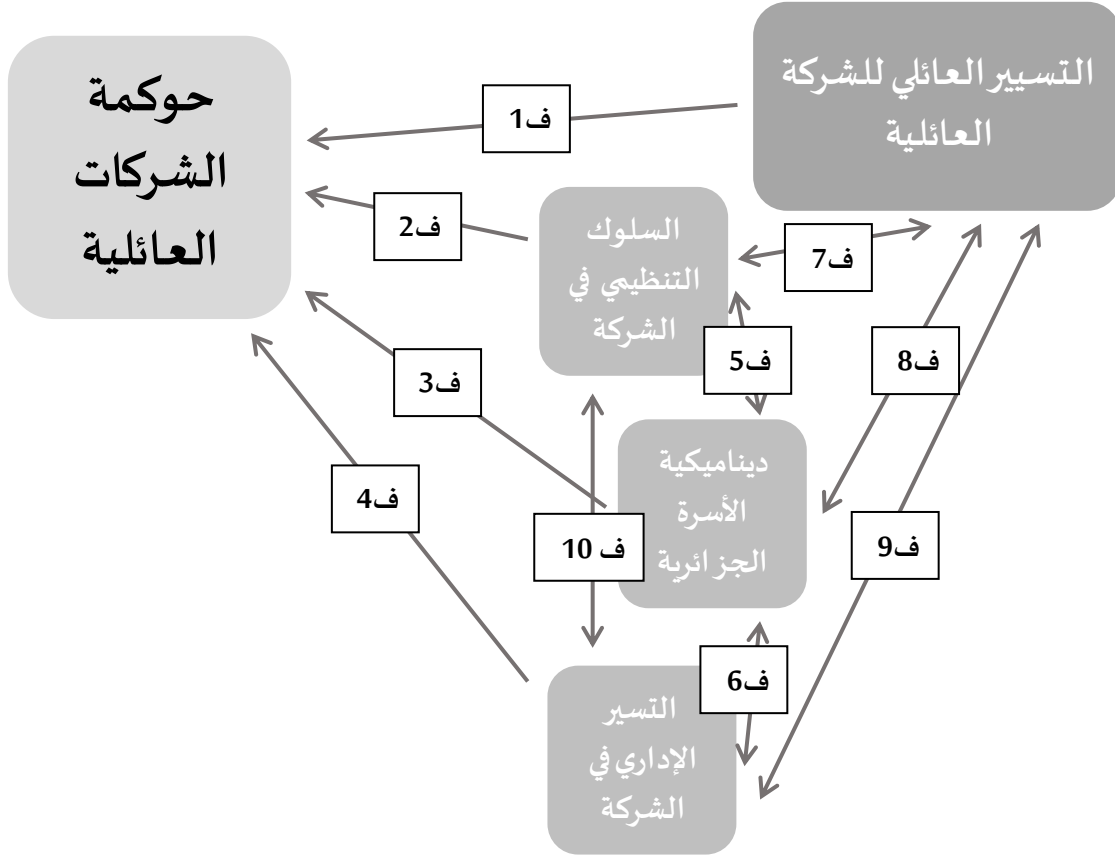 التسيير العائلي للشركة
العائلية
حوكمة
الشركات
العائلية
ف1
ف2
السلوك
التنظيمي في
الشركة
ف7
ف5
ف8
ف3
ديناميكية
الأسرة
الجزائرية
ف4
ف 10
ف9
ف6
التسير
الإداري في
الشركة